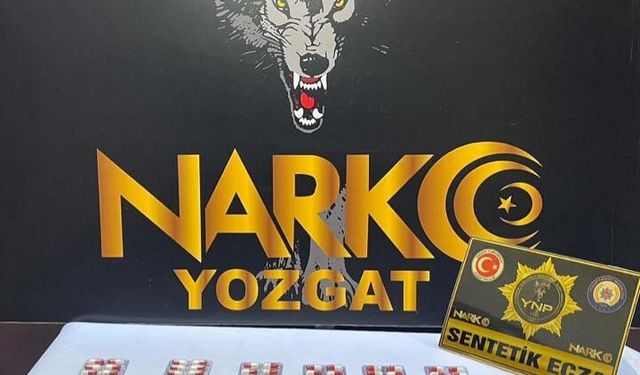 NARKO
YOZGAT
YNP
NARKO NARKO
SENTETİK ECZA